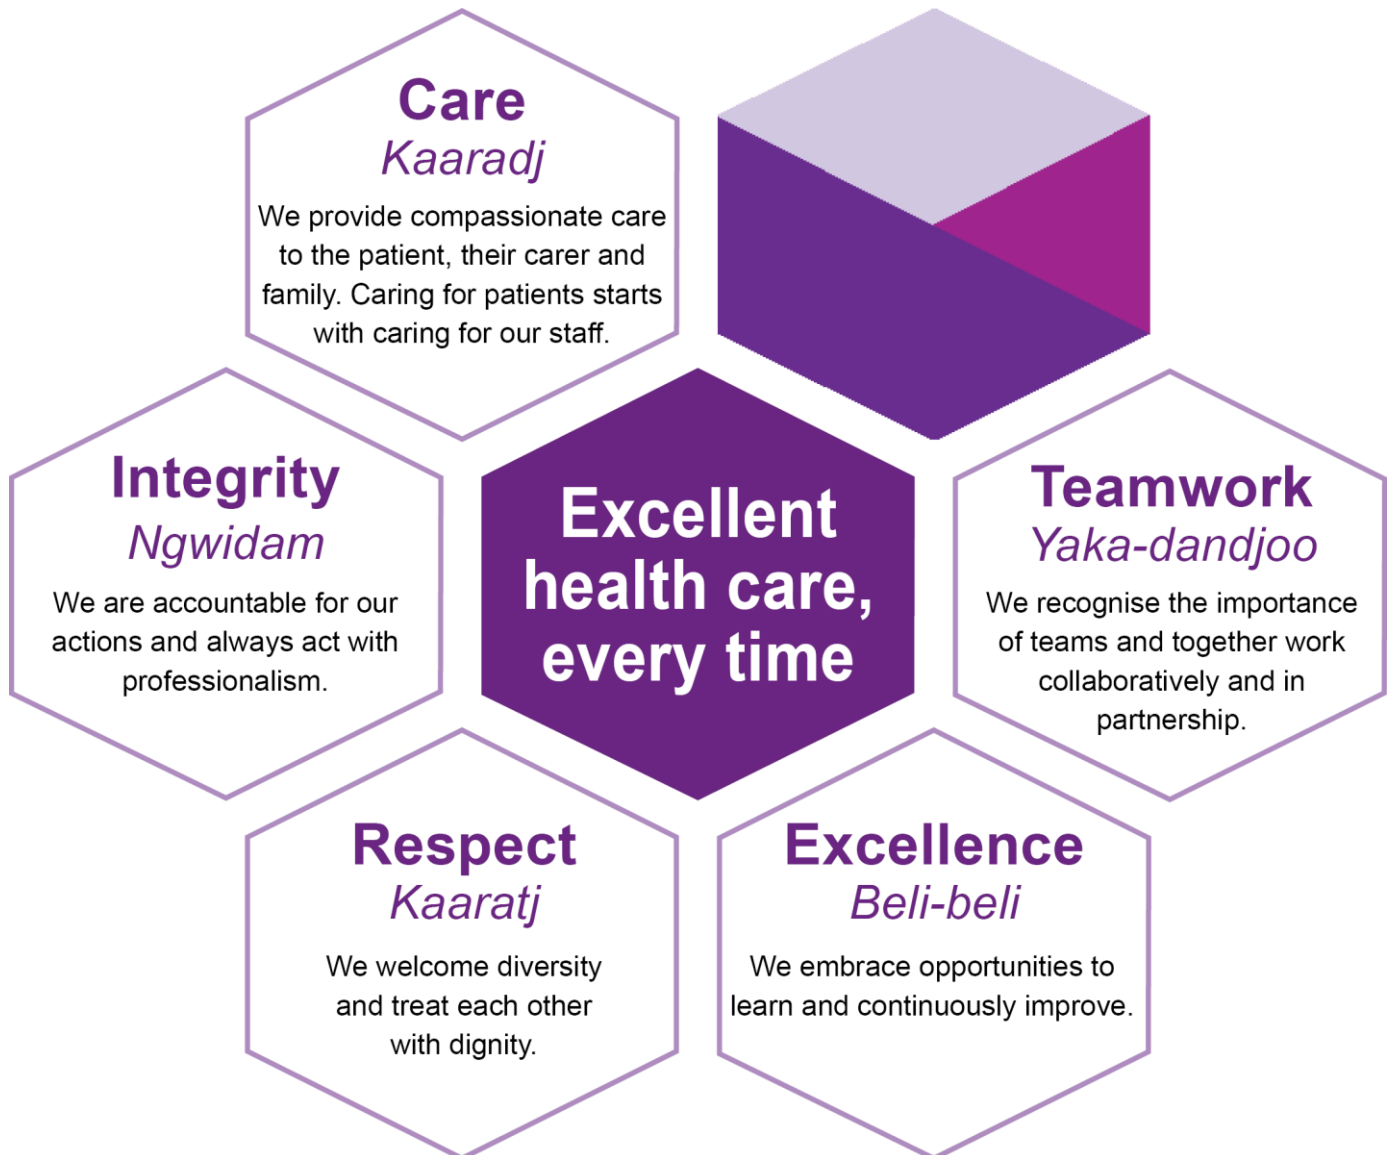 Care
Kaaradj
We provide compassionate care
to the patient, their carer and
family. Caring for patients starts
with caring for our staff.
Integrity
Ngwidam
We are accountable for our
actions and always act with
professionalism.
Excellent
health care,
every time
Teamwork
Yaka-dandjoo
We recognise the importance
of teams and together work
collaboratively and in
partnership.
Respect
Kaaratj
We welcome diversity
and treat each other
with dignity.
Excellence
Beli-beli
We embrace opportunities to
learn and continuously improve.